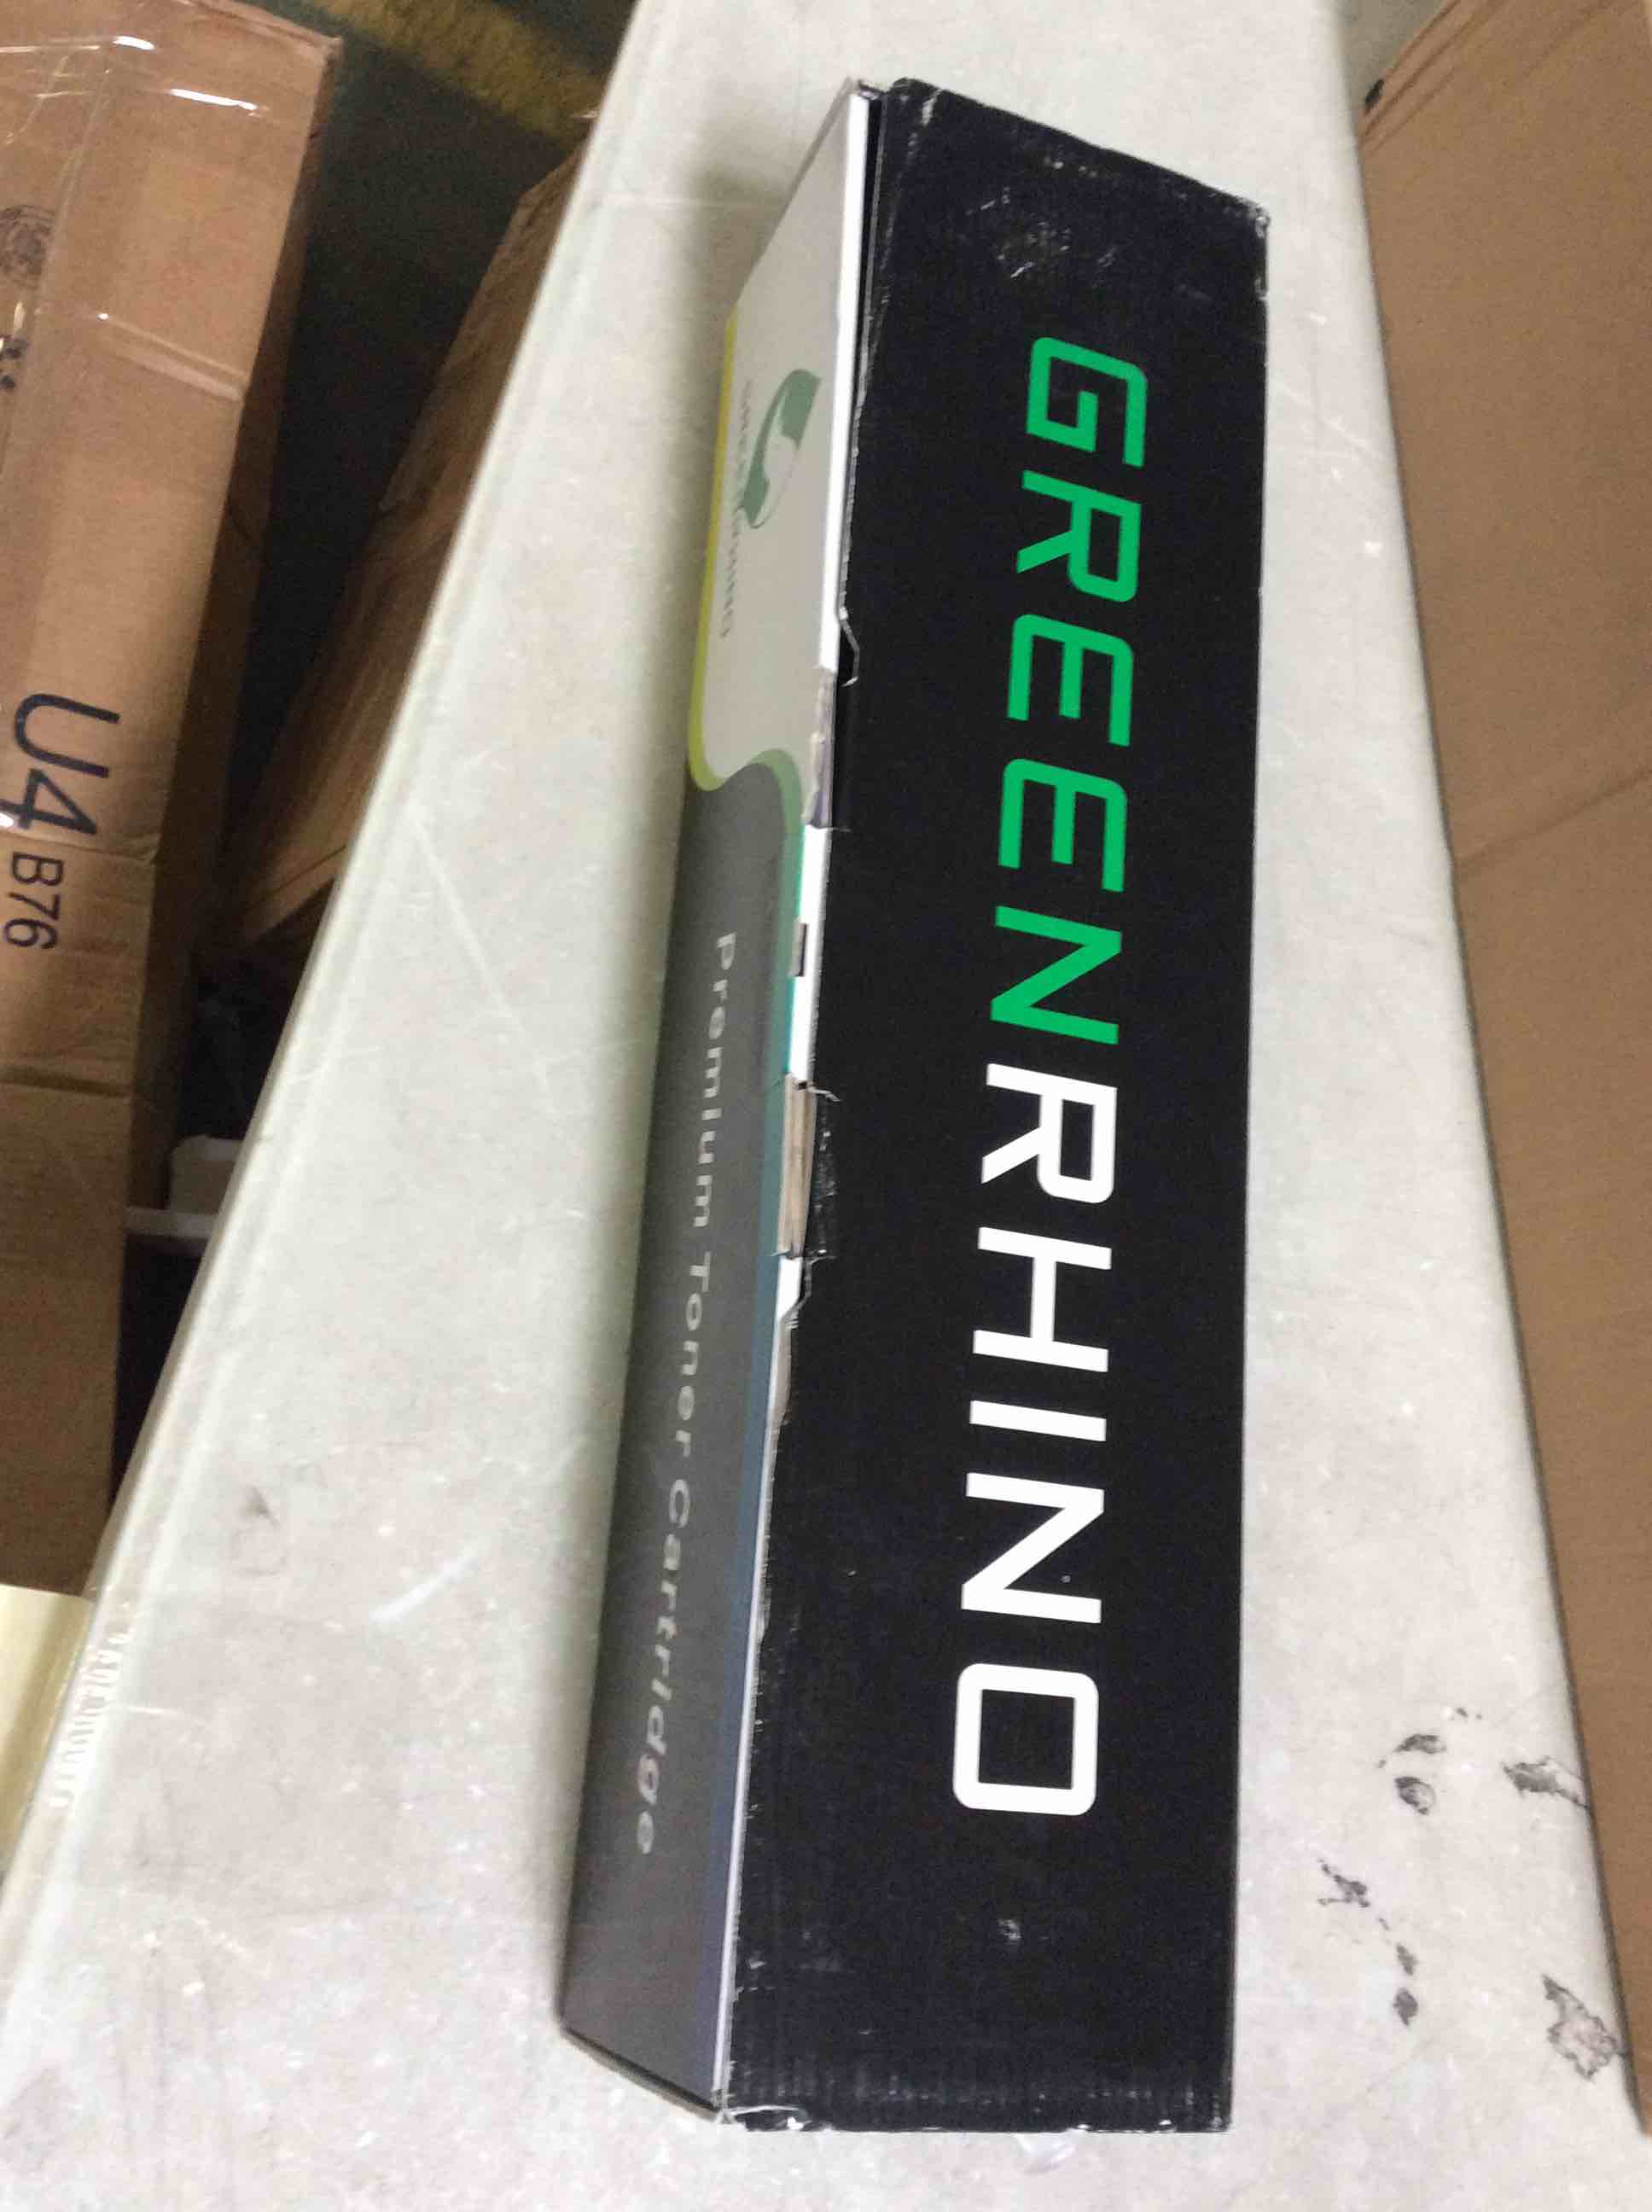 GREENRHINO
Premium Toner Cartridge
U4
B76